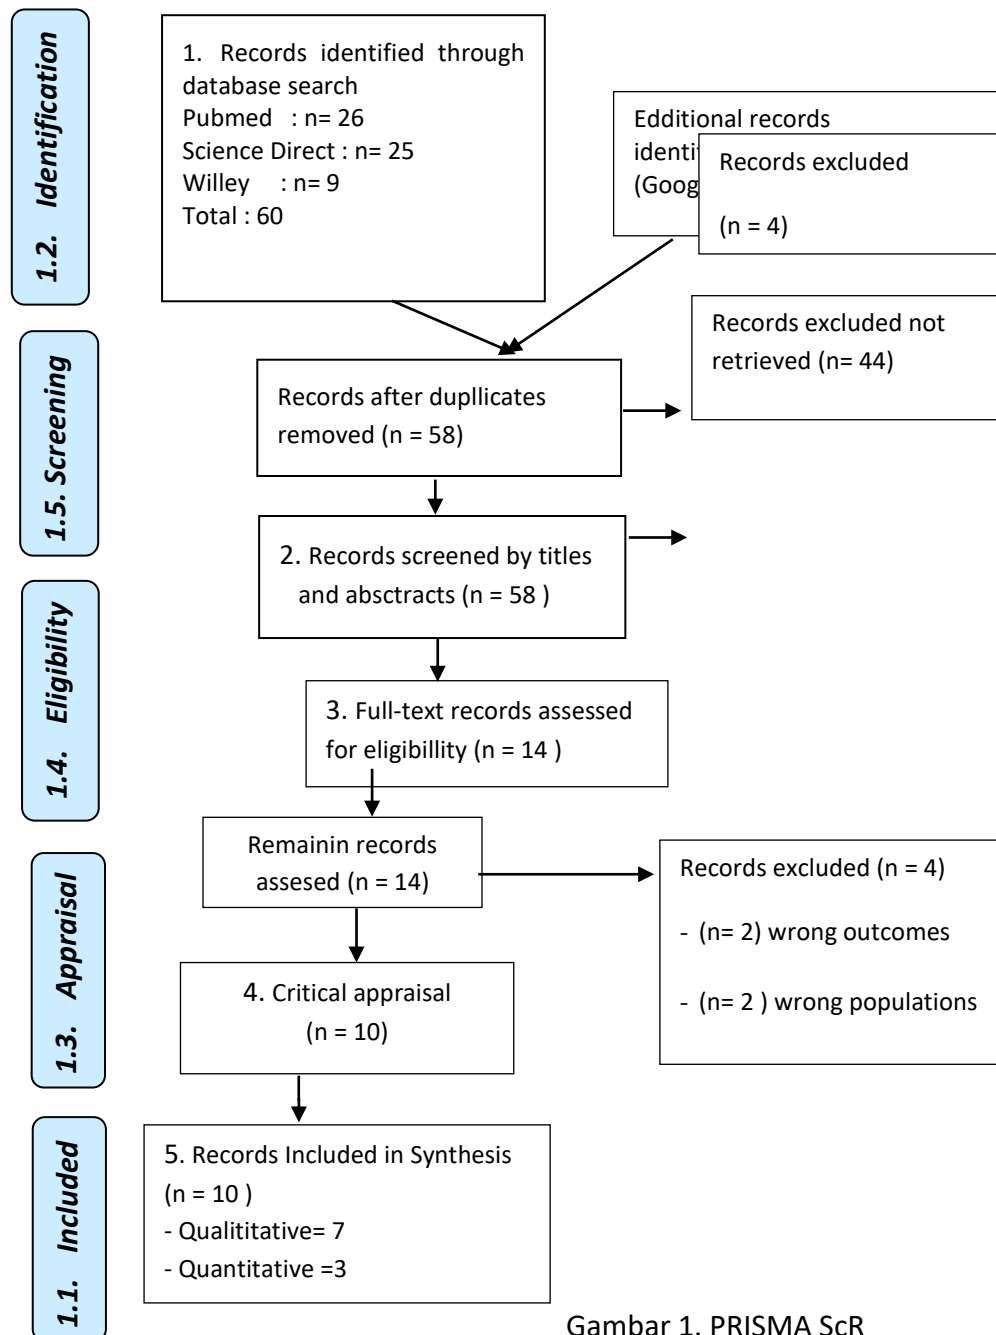 1.2. Identification
1. Records identified through
database search
Pubmed : n= 26
Science Direct : n= 25
Willey : n= 9
Total : 60
Edditional records
(Goog
Records excluded
(n = 4)
Records excluded not
retrieved (n= 44)
1.5. Screening
Records after dupllicates
removed (n = 58)
2. Records screened by titles
and absctracts (n = 58 )
1.4. Eligibility
3. Full-text records assessed
for eligibillity (n = 14 )
Remainin records
assesed (n = 14)
Records excluded (n = 4)
- (n= 2) wrong outcomes
- (n= 2 ) wrong populations
1.3. Appraisal
4. Critical appraisal
(n = 10)
1.1. Included
5. Records Included in Synthesis
(n = 10 )
- Qualititative= 7
- Quantitative =3
Gambar 1. PRISMA ScR